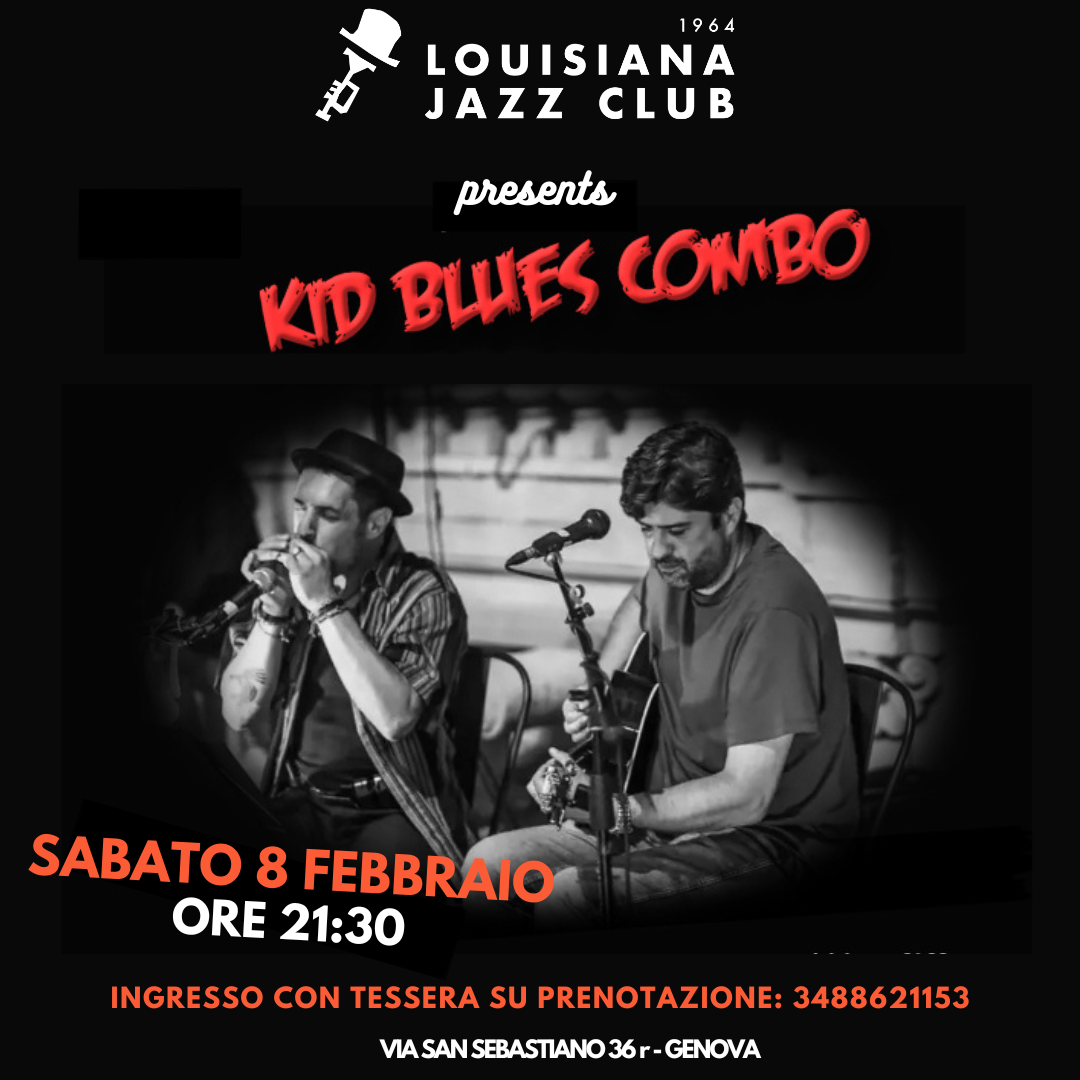 1964
LOUISIANA
JAZZ CLUB
presents
KID BLUES COMBO
SABATO 8 FEBBRAIO
ORE 21:30
INGRESSO CON TESSERA SU PRENOTAZIONE: 3488621153
VIA SAN SEBASTIANO 36 r - GENOVA